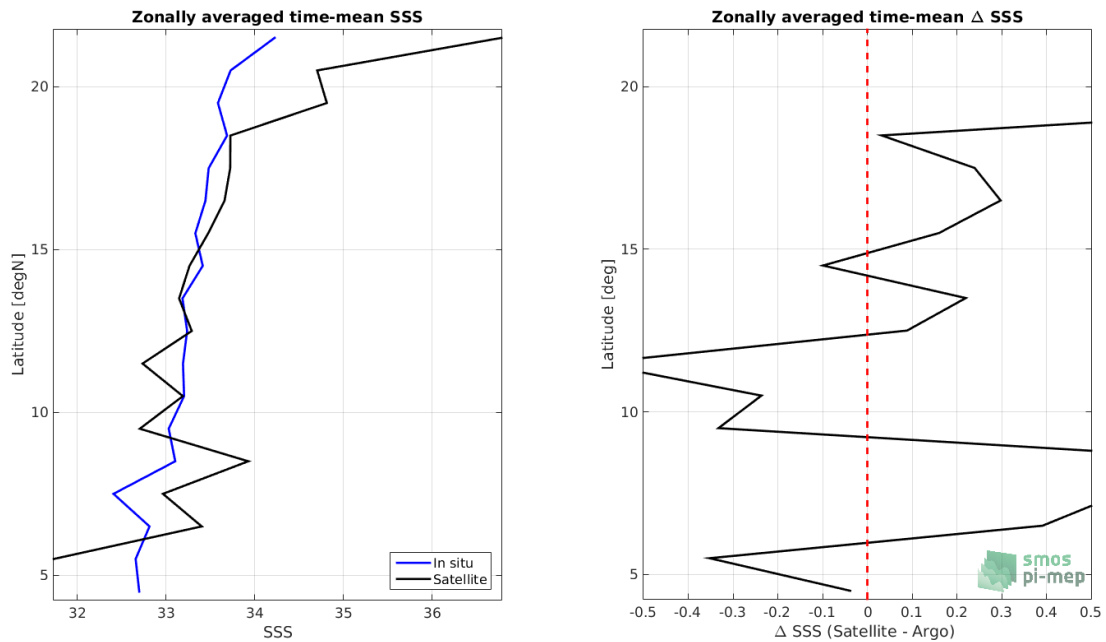 Zonally averaged time-mean SSS
20
15
10
5
Latitude [degN]
32
33
34
35
36
SSS
In situ
Satellite
Zonally averaged time-mean Δ SSS
20
15
10
5
Latitude [deg]
-0.5
-0.4
-0.3
-0.2
-0.1
0
0.1
0.2
0.3
0.4
0.5
Δ SSS (Satellite - Argo)
smos
pi-mep